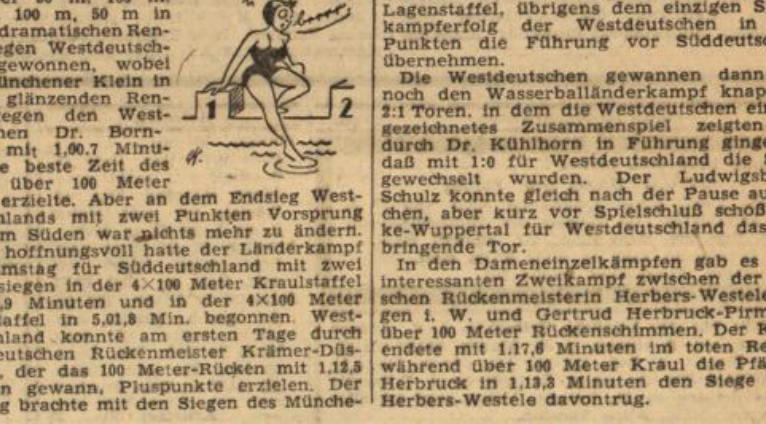 100 m, 50 m in
dramatischen Ren-
egen Westdeutsch-
gewonnen, wobei
ünchener Klein in
glänzenden Ren-
egen den West-
hen Dr. Born-
mit 1,00.7 Minu-
e beste Zeit des
über 100 Meter
erzielte. Aber an dem Endsieg West-
hlands mit zwei Punkten Vorsprung
m Süden war nichts mehr zu ändern.
hoffnungsvoll hatte der Länderkampf
mstag für Süddeutschland mit zwei
siegen in der 4×100 Meter Kraulstaffel
,9 Minuten und in der 4×100 Meter
affel in 5,01,8 Min. begonnen. West-
hland konnte am ersten Tage durch
eutschen Rückenmeister Krämer-Düs-
, der das 100 Meter-Rücken mit 1.12,5
n gewann, Pluspunkte erzielen. Der
g brachte mit den Siegen des Münche-
brrrr
1 2
Lagenstaffel, übrigens dem einzigen S
kampferfolg der Westdeutschen in
Punkten die Führung vor Süddeutsc
übernehmen.
Die Westdeutschen gewannen dann
noch den Wasserballänderkampf knap
2:1 Toren. in dem die Westdeutschen ei
gezeichnetes Zusammenspiel zeigten
durch Dr. Kühlhorn in Führung ginge
daß mit 1:0 für Westdeutschland die S
gewechselt wurden. Der Ludwigsb
Schulz konnte gleich nach der Pause au
chen, aber kurz vor Spielschluß schoß
ke-Wuppertal für Westdeutschland das
bringende Tor.
In den Dameneinzelkämpfen gab es
interessanten Zweikampf zwischen der
schen Rückenmeisterin Herbers-Westele
gen i. W. und Gertrud Herbruck-Pirm
über 100 Meter Rückenschimmen. Der K
endete mit 1.17,6 Minuten im toten Re
während über 100 Meter Kraul die Pfä
Herbruck in 1,13,3 Minuten den Siege
Herbers-Westele davontrug.